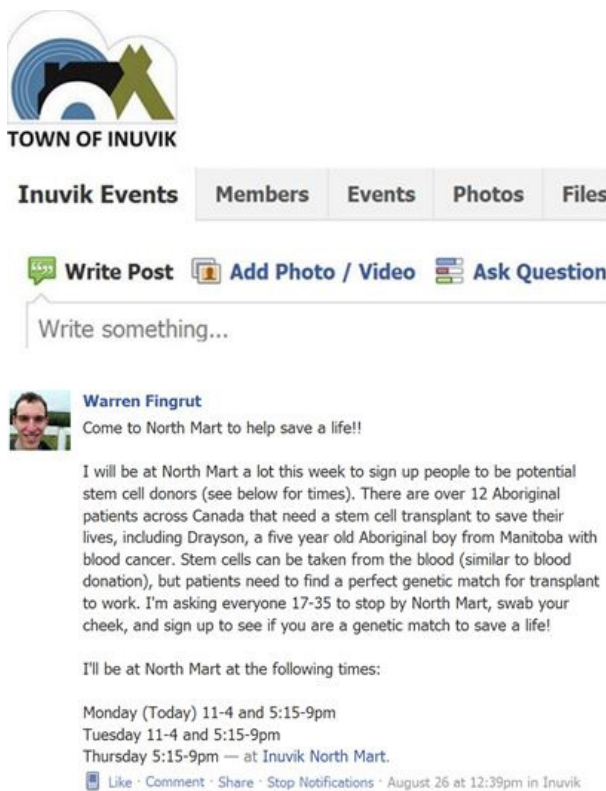 TOWN OF INUVIK
Inuvik Events Members Events Photos Files
Write Post Add Photo / Video Ask Question
Write something...
Warren Fingrut
Come to North Mart to help save a life!!
I will be at North Mart a lot this week to sign up people to be potential
stem cell donors (see below for times). There are over 12 Aboriginal
patients across Canada that need a stem cell transplant to save their
lives, including Drayson, a five year old Aboriginal boy from Manitoba with
blood cancer. Stem cells can be taken from the blood (similar to blood
donation), but patients need to find a perfect genetic match for transplant
to work. I'm asking everyone 17-35 to stop by North Mart, swab your
cheek, and sign up to see if you are a genetic match to save a life!
I'll be at North Mart at the following times:
Monday (Today) 11-4 and 5:15-9pm
Tuesday 11-4 and 5:15-9pm
Thursday 5:15-9pm — at Inuvik North Mart.
Like · Comment · Share · Stop Notifications · August 26 at 12:39pm in Inuvik